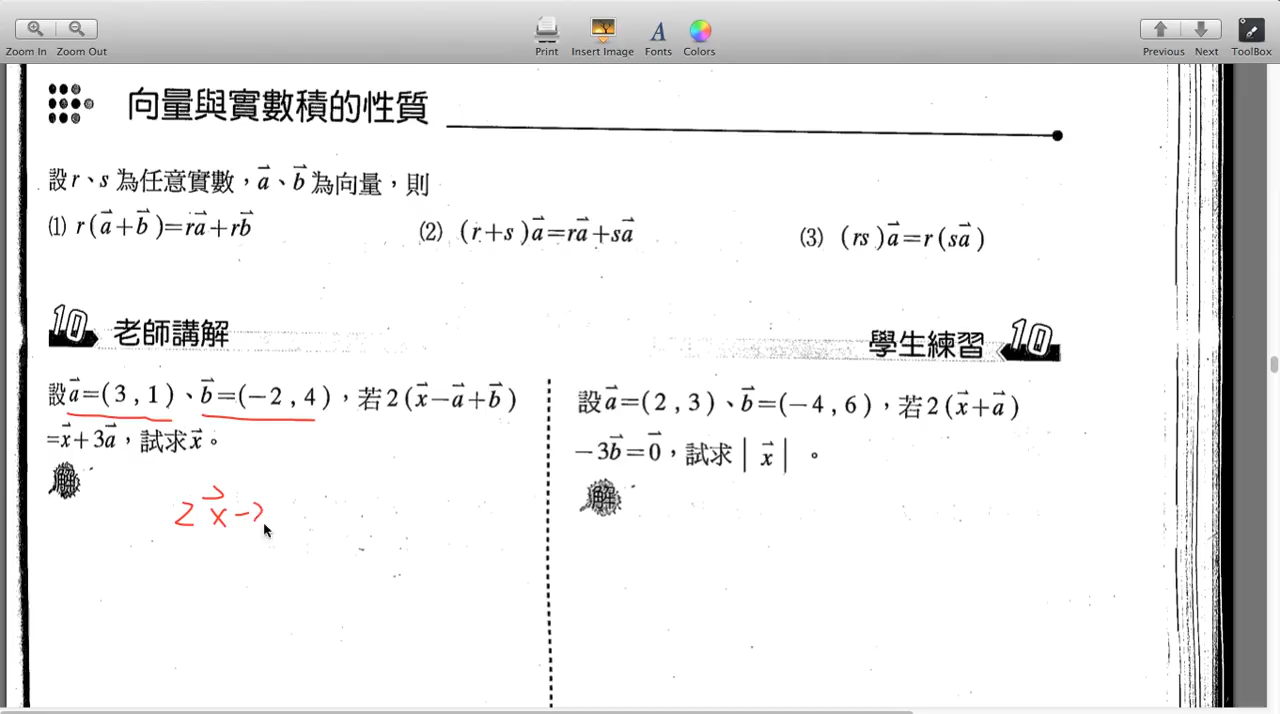 Zoom In Zoom Out Print Insert Image Fonts Colors Previous Next ToolBox
向量與實數積的性質
設 r、s 為任意實數，a⃗、b⃗ 為向量，則
⑴ r(a⃗+b⃗)=ra⃗+rb⃗ ⑵ (r+s)a⃗=ra⃗+sa⃗ ⑶ (rs)a⃗=r(sa⃗)
10 老師講解
設a⃗=(3,1)、b⃗=(−2,4)，若2(x⃗−a⃗+b⃗)
=x⃗+3a⃗，試求x⃗。
解
2x⃗−
學生練習 10
設a⃗=(2,3)、b⃗=(−4,6)，若2(x⃗+a⃗)
−3b⃗=0⃗，試求|x⃗|。
解